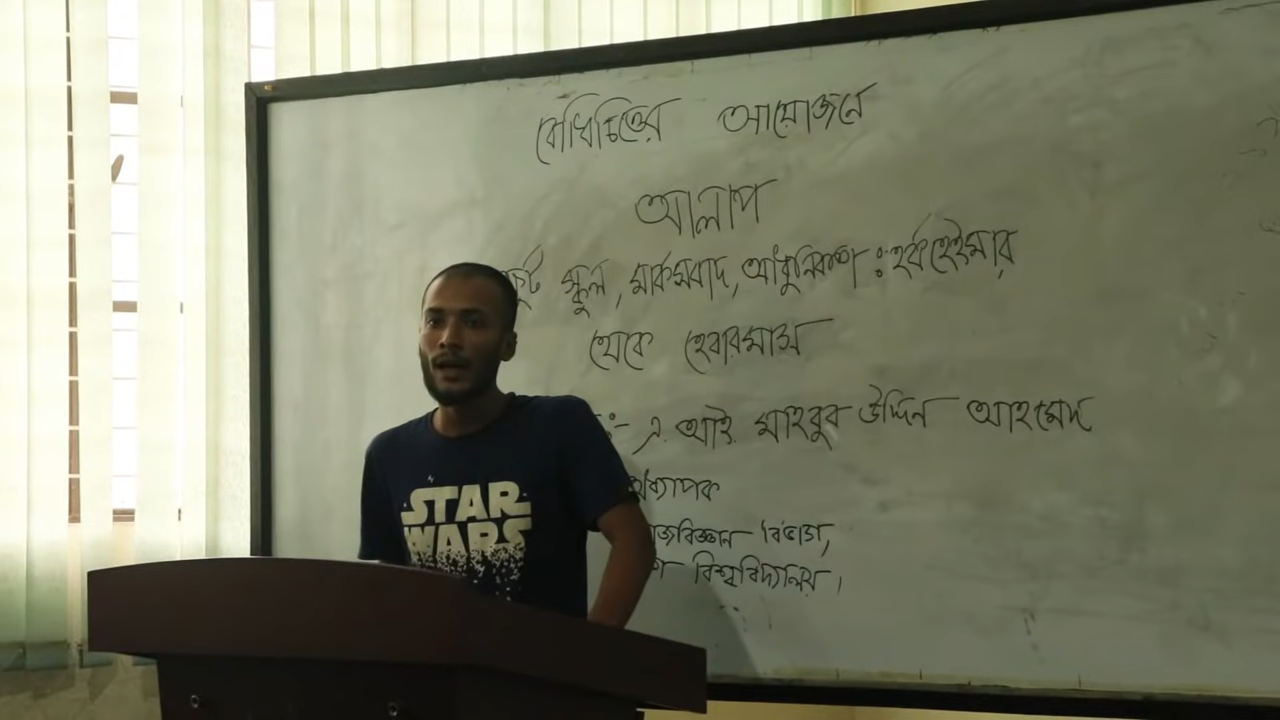 বোধিচিত্তের আয়োজনে
আলাপ
স্কুল, মার্কসবাদ, আধুনিকতা : হর্কহেইমার
থেকে হেবারমাস
এ. আই. মাহবুব উদ্দিন আহমেদ
অধ্যাপক
বিভাগ,
বিশ্ববিদ্যালয়।
STAR
WARS